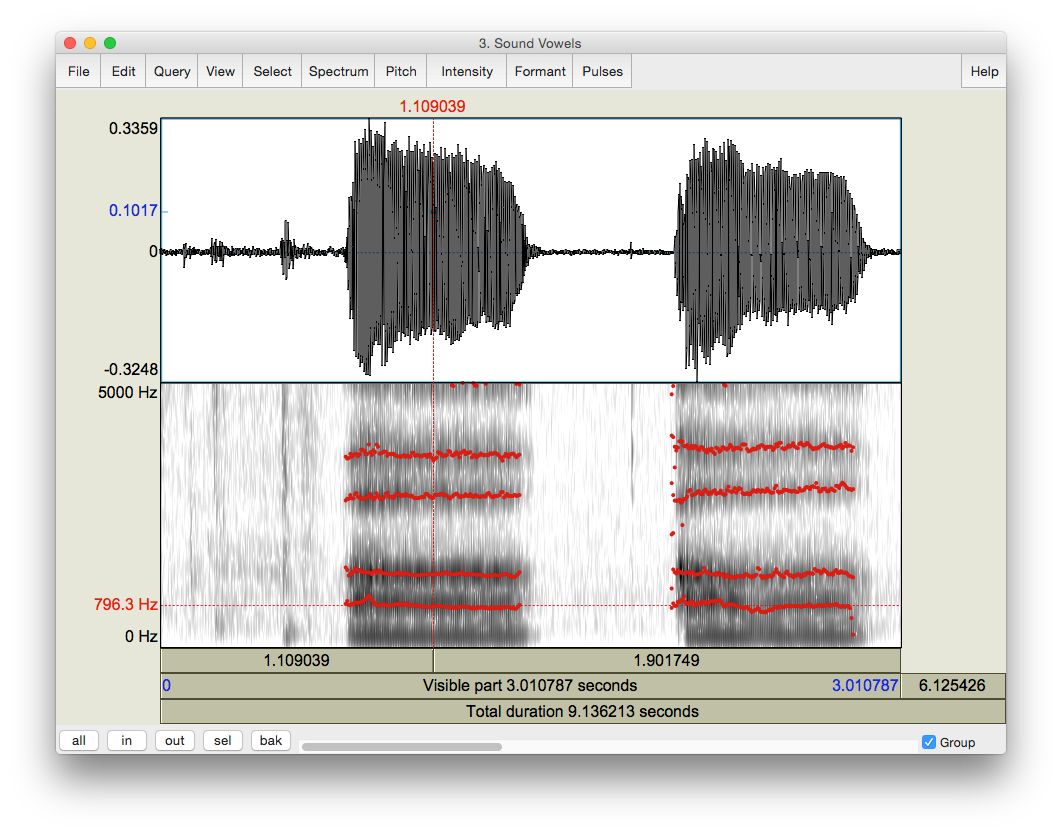 3. Sound Vowels
File Edit Query View Select Spectrum Pitch Intensity Formant Pulses Help
1.109039
0.3359
0.1017
0
-0.3248
5000 Hz
796.3 Hz
0 Hz
1.109039 1.901749
0 Visible part 3.010787 seconds 3.010787 6.125426
Total duration 9.136213 seconds
all in out sel bak Group